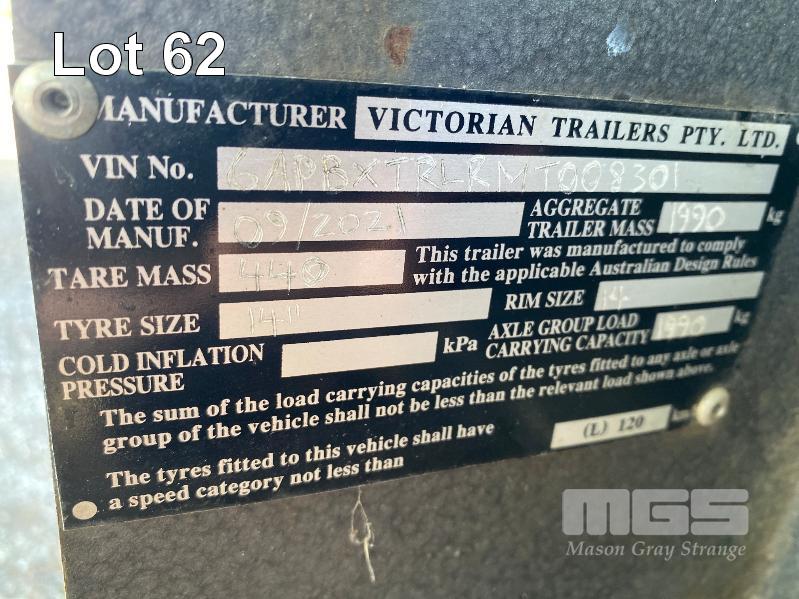 Lot 62
MANUFACTURER VICTORIAN TRAILERS PTY. LTD.
VIN No. 6APBXTRLRMT008301
DATE OF MANUF. 09/2021 AGGREGATE TRAILER MASS 1990 kg
TARE MASS 440 This trailer was manufactured to comply with the applicable Australian Design Rules
TYRE SIZE 14" RIM SIZE 14
COLD INFLATION PRESSURE kPa AXLE GROUP LOAD CARRYING CAPACITY 1990 kg
The sum of the load carrying capacities of the tyres fitted to any axle or axle
group of the vehicle shall not be less than the relevant load shown above.
The tyres fitted to this vehicle shall have
a speed category not less than (L) 120
MGS
Mason Gray Strange